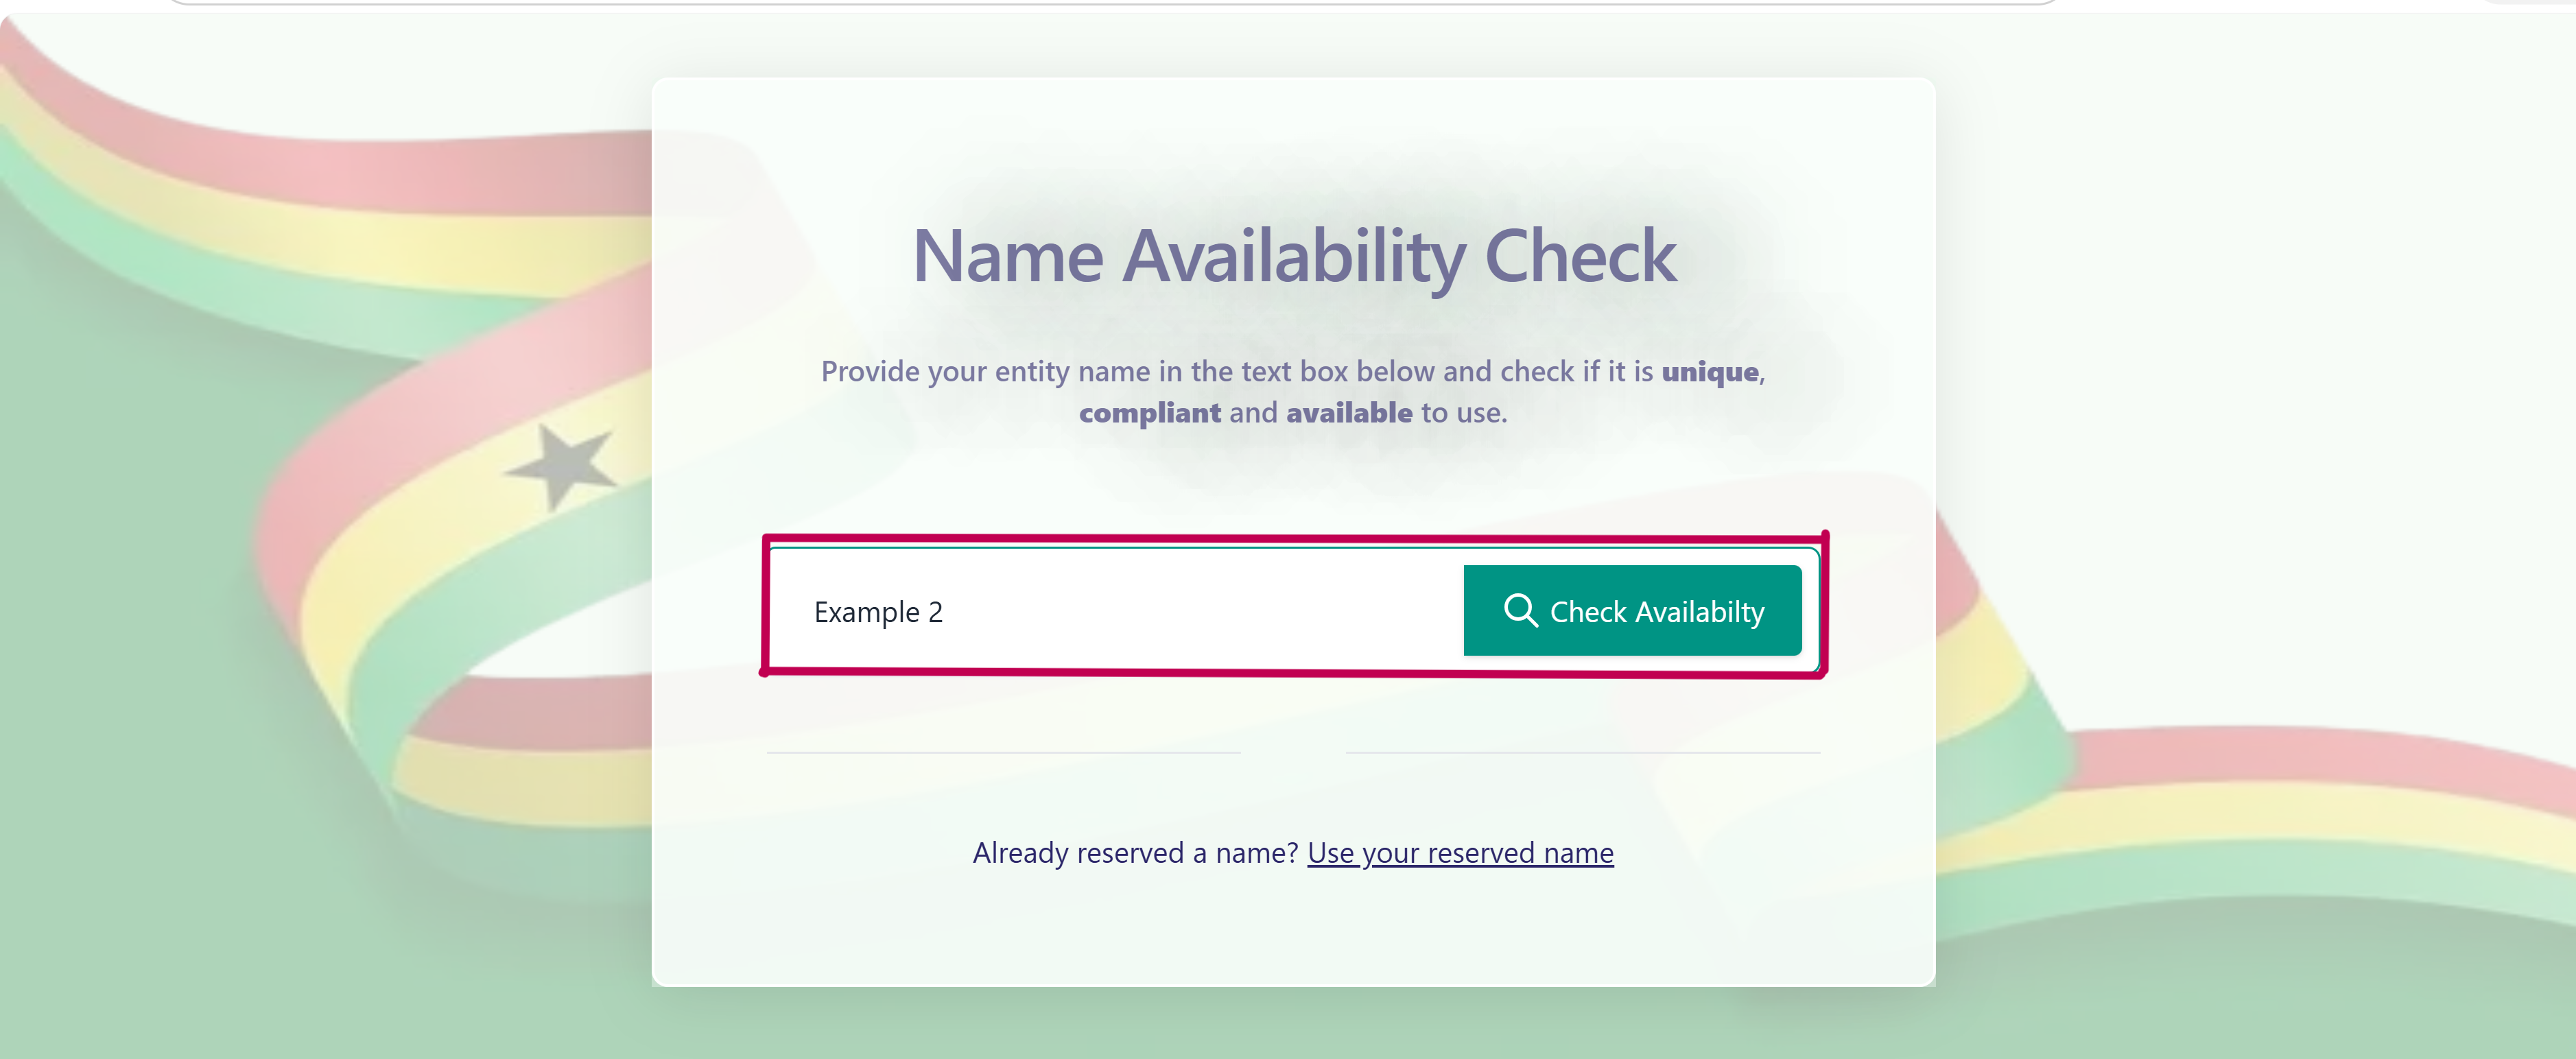 Name Availability Check
Provide your entity name in the text box below and check if it is unique,
compliant and available to use.
Example 2
Check Availabilty
Already reserved a name? Use your reserved name